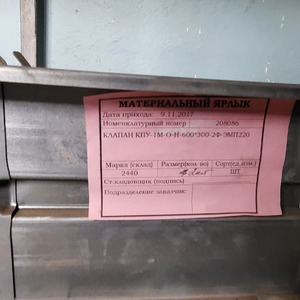 МАТЕРИАЛЬНЫЙ ЯРЛЫК
Дата прихода: 9.11.2017
Номенклатурный номер 208086
КЛАПАН КПУ-1М-О-Н-600*300-2Ф-ЭМП220
Марка (склад) Размер(кол-во) Сорт(ед.изм.)
2440 ШТ
Ст.кладовщик (подпись)
Подразделение заказчик: